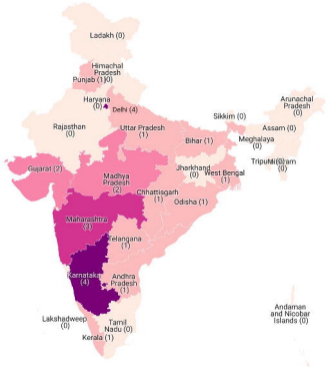 Ladakh (0)
Himachal
Pradesh
Punjab (1)
(0)
Haryana
(0)
Delhi (4)
Rajasthan
(0)
Uttar Pradesh
(1)
Sikkim (0)
Arunachal
Pradesh
(0)
Assam (0)
Bihar (1)
Meghalaya
(0)
Gujarat (2)
Madhya
Pradesh
(2)
Jharkhand
(0)
West Bengal
(1)
Tripura
(0)
Chhattisgarh
(1)
Odisha (1)
Maharashtra
(3)
Telangana
(1)
Karnataka
(4)
Andhra
Pradesh
(1)
Lakshadweep
(0)
Tamil
Nadu (0)
Kerala (1)
Andaman
and Nicobar
Islands (0)